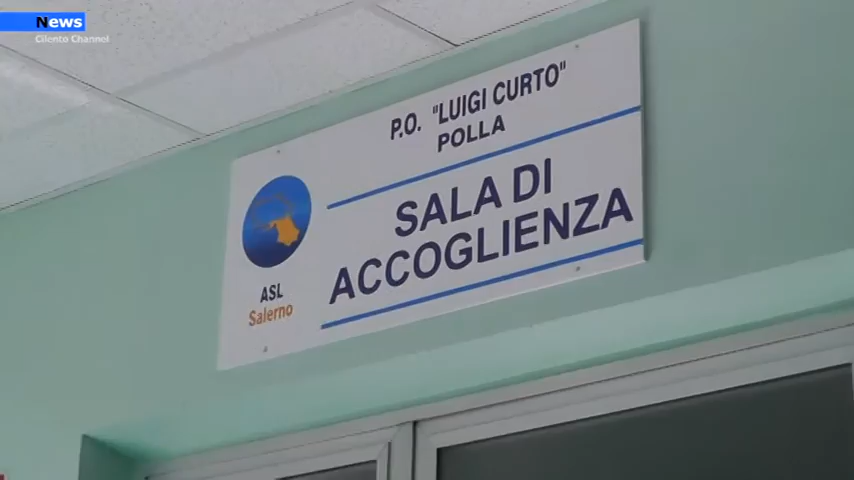 News
Cilento Channel
P.O. "LUIGI CURTO"
POLLA
SALA DI
ACCOGLIENZA
ASL
Salerno